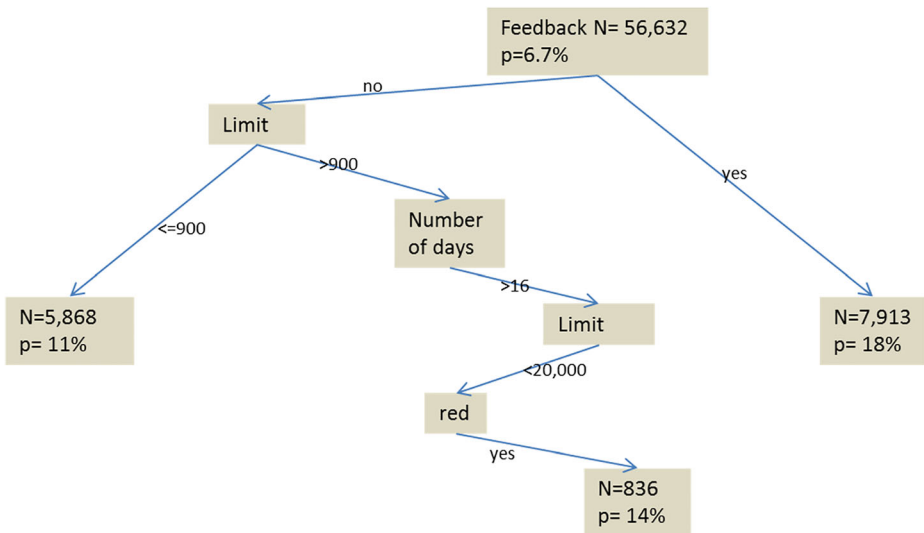 Feedback N= 56,632
p=6.7%
no
Limit
>900
yes
<=900
Number
of days
>16
N=5,868
p= 11%
Limit
N=7,913
p= 18%
<20,000
red
yes
N=836
p= 14%